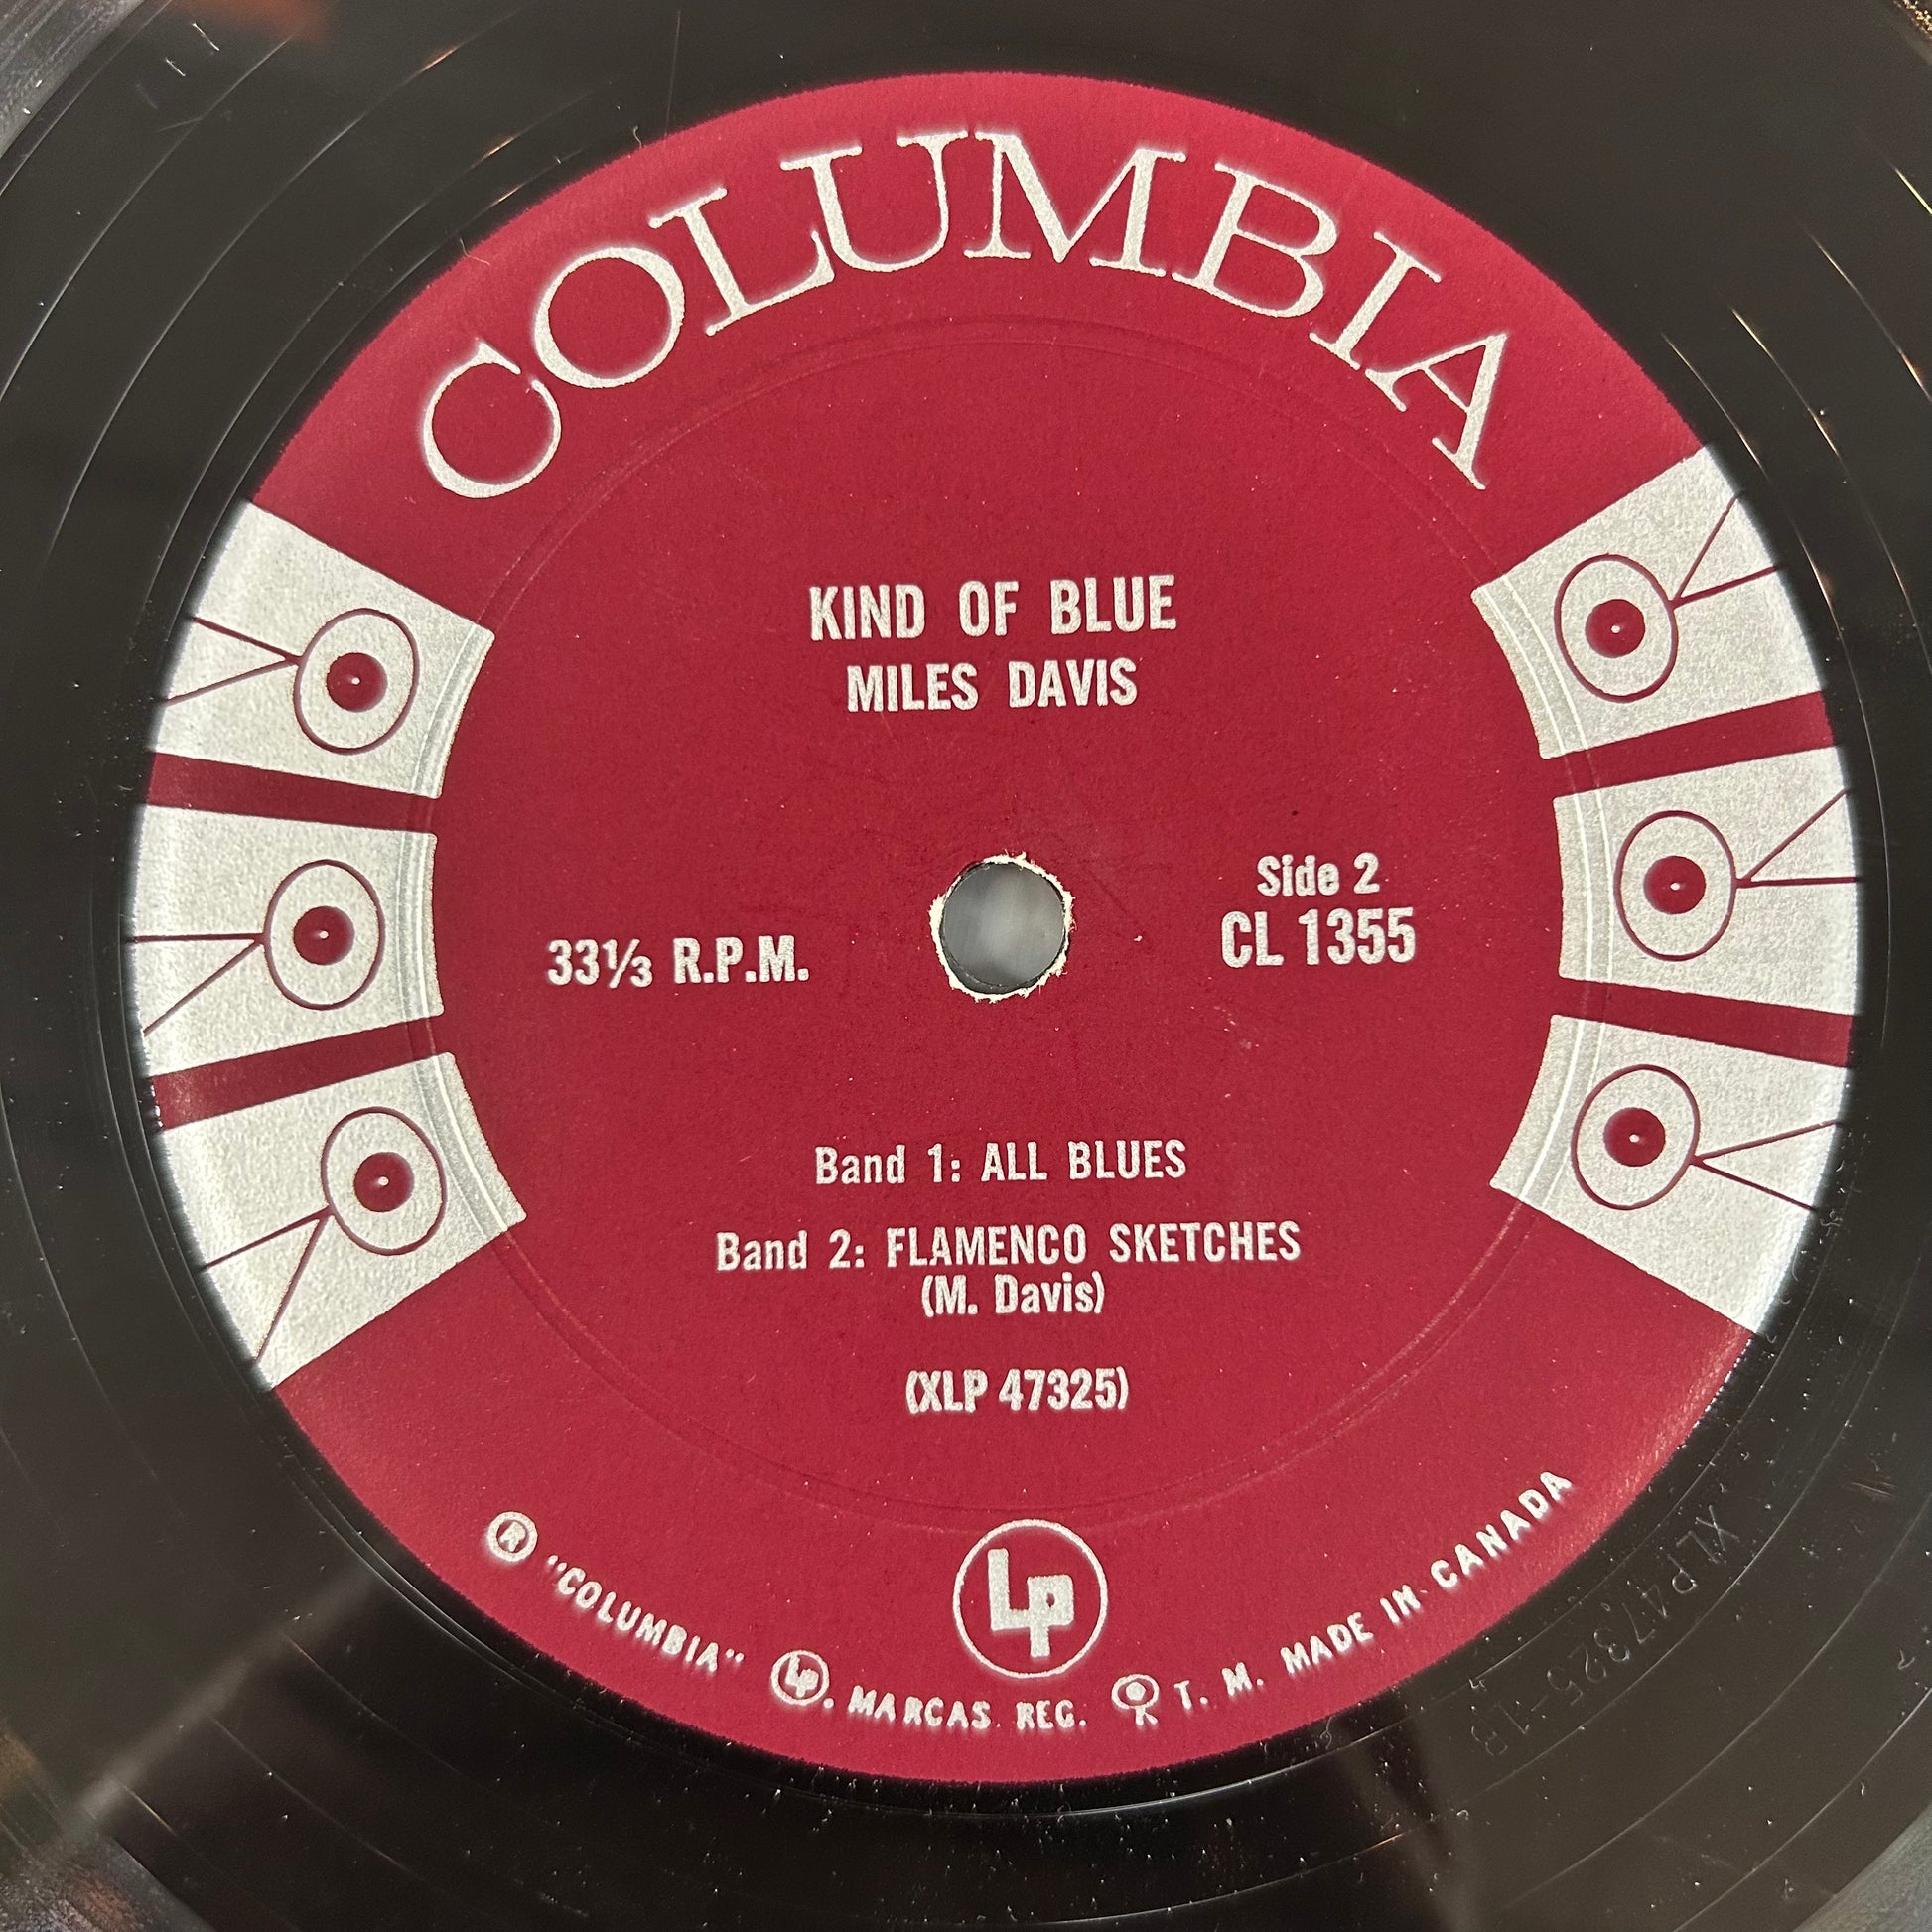 COLUMBIA
KIND OF BLUE
MILES DAVIS
Side 2
33⅓ R.P.M.
CL 1355
Band 1: ALL BLUES
Band 2: FLAMENCO SKETCHES
(M. Davis)
(XLP 47325)
LP
® "COLUMBIA" LP. MARCAS. REG. T. M. MADE IN CANADA
XLP47325-1B